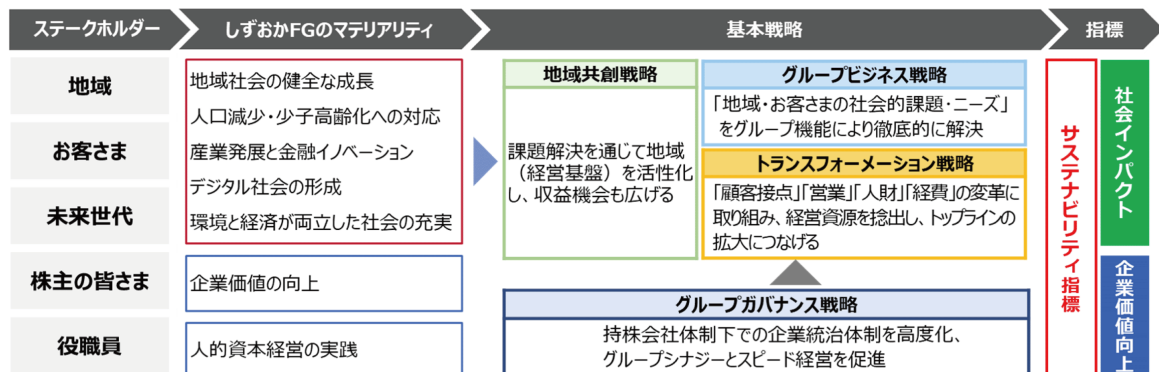 ステークホルダー
しずおかFGのマテリアリティ
基本戦略
指標
地域
お客さま
未来世代
株主の皆さま
役職員
地域社会の健全な成長
人口減少・少子高齢化への対応
産業発展と金融イノベーション
デジタル社会の形成
環境と経済が両立した社会の充実
企業価値の向上
人的資本経営の実践
地域共創戦略
課題解決を通じて地域
（経営基盤）を活性化
し、収益機会も広げる
グループビジネス戦略
「地域・お客さまの社会的課題・ニーズ」
をグループ機能により徹底的に解決
トランスフォーメーション戦略
「顧客接点」「営業」「人財」「経費」の変革に
取り組み、経営資源を捻出し、トップラインの
拡大につなげる
グループガバナンス戦略
持株会社体制下での企業統治体制を高度化、
グループシナジーとスピード経営を促進
サステナビリティ指標
社会インパクト
企業価値向上